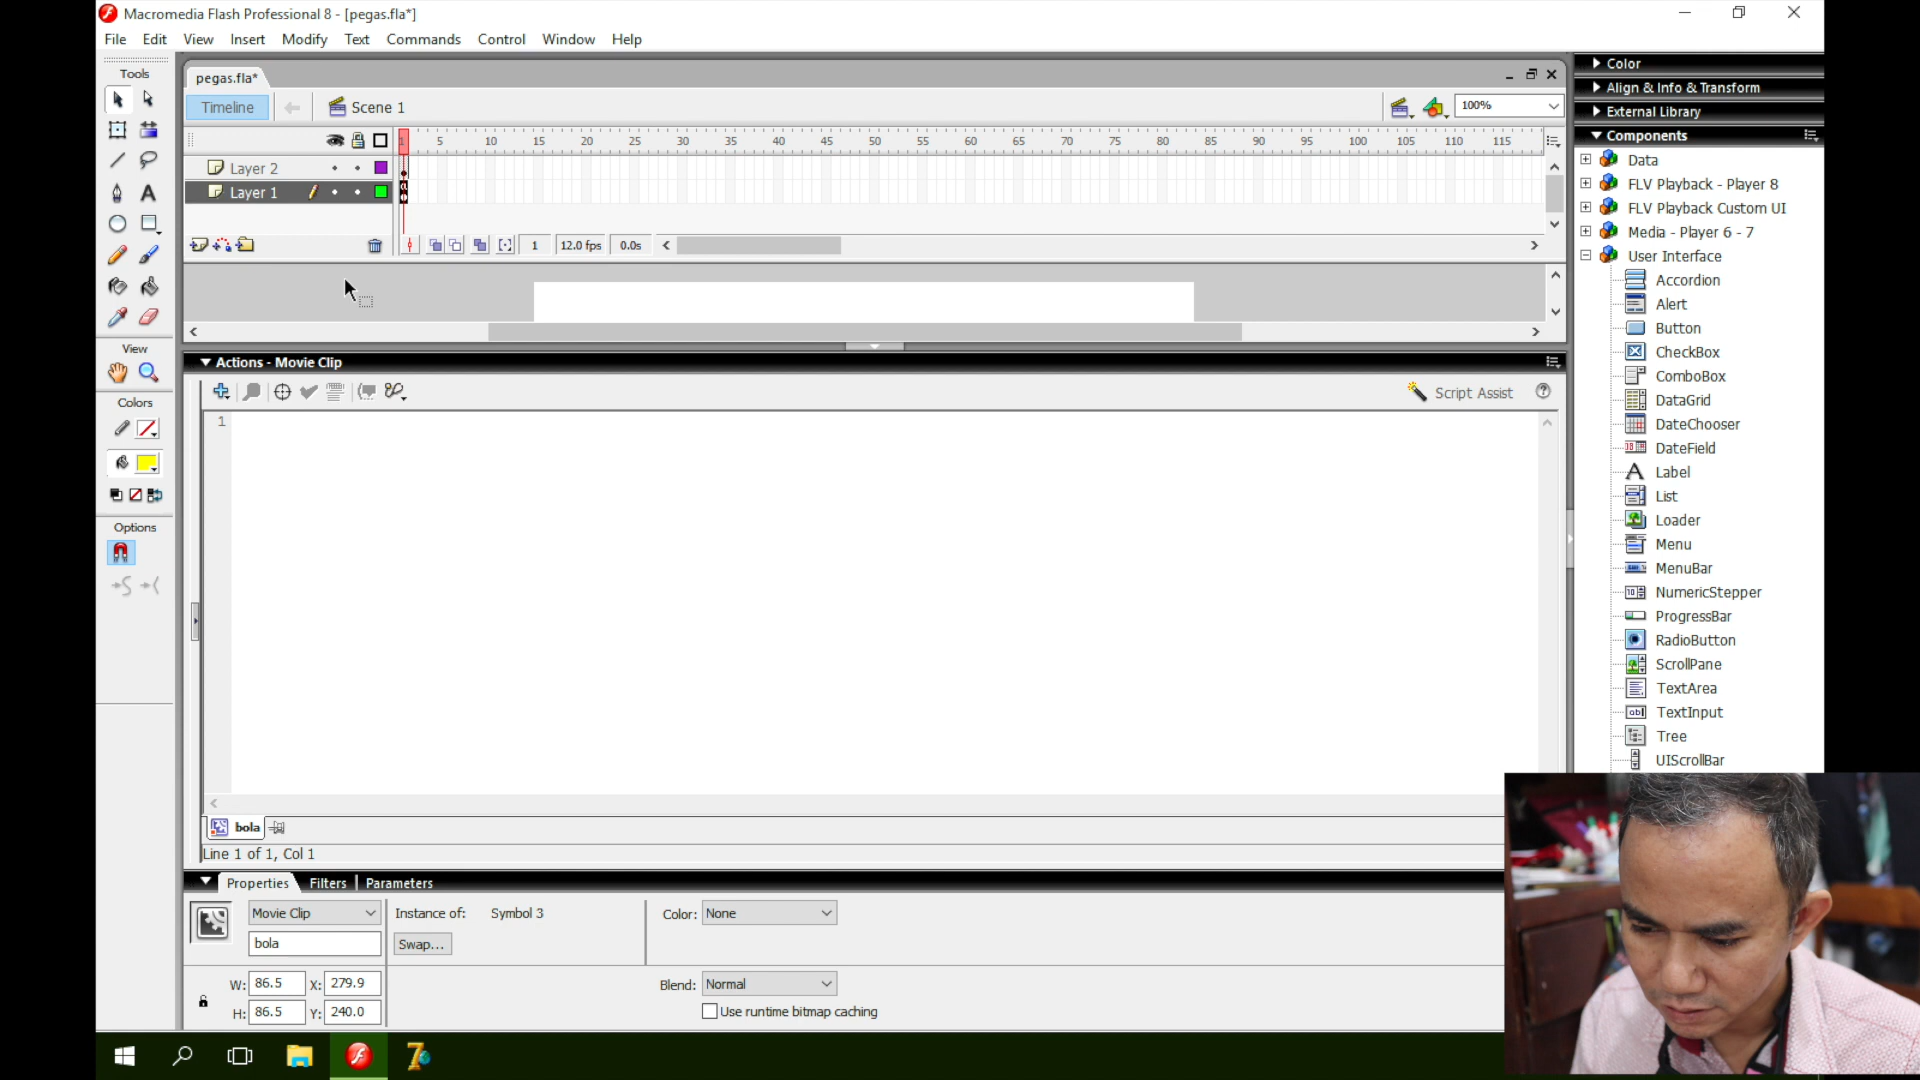 Macromedia Flash Professional 8 - [pegas.fla*]
File Edit View Insert Modify Text Commands Control Window Help
Tools
pegas.fla*
Timeline
Scene 1
100%
1 5 10 15 20 25 30 35 40 45 50 55 60 65 70 75 80 85 90 95 100 105 110 115
Layer 2
Layer 1
1 12.0 fps 0.0s
View
Colors
Options
Actions - Movie Clip
Script Assist
1
bola
Line 1 of 1, Col 1
Properties Filters Parameters
Movie Clip
Instance of: Symbol 3
Color: None
bola
Swap...
W: 86.5 X: 279.9
Blend: Normal
H: 86.5 Y: 240.0
Use runtime bitmap caching
Color
Align & Info & Transform
External Library
Components
Data
FLV Playback - Player 8
FLV Playback Custom UI
Media - Player 6 - 7
User Interface
Accordion
Alert
Button
CheckBox
ComboBox
DataGrid
DateChooser
DateField
Label
List
Loader
Menu
MenuBar
NumericStepper
ProgressBar
RadioButton
ScrollPane
TextArea
TextInput
Tree
UIScrollBar